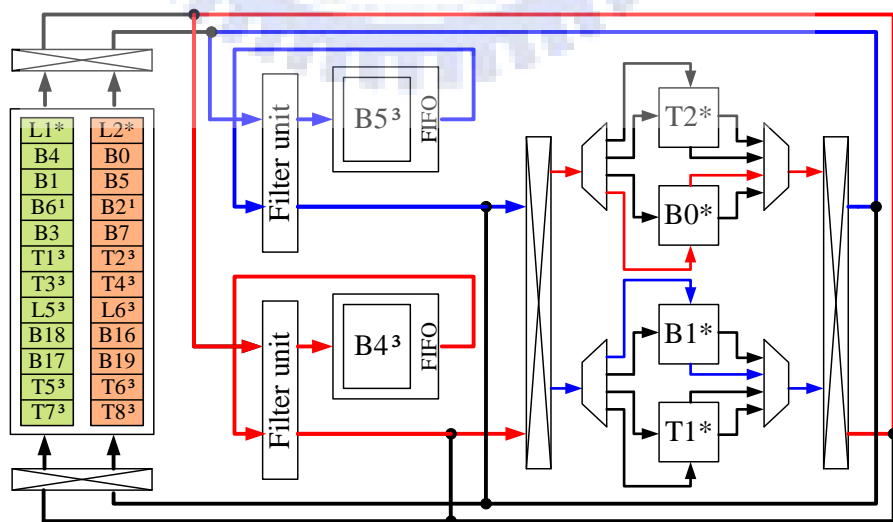 L1* L2*
B4 B0
B1 B5
B6¹ B2¹
B3 B7
T1³ T2³
T3³ T4³
L5³ L6³
B18 B16
B17 B19
T5³ T6³
T7³ T8³
Filter unit
B5³
FIFO
Filter unit
B4³
FIFO
T2*
B0*
B1*
T1*